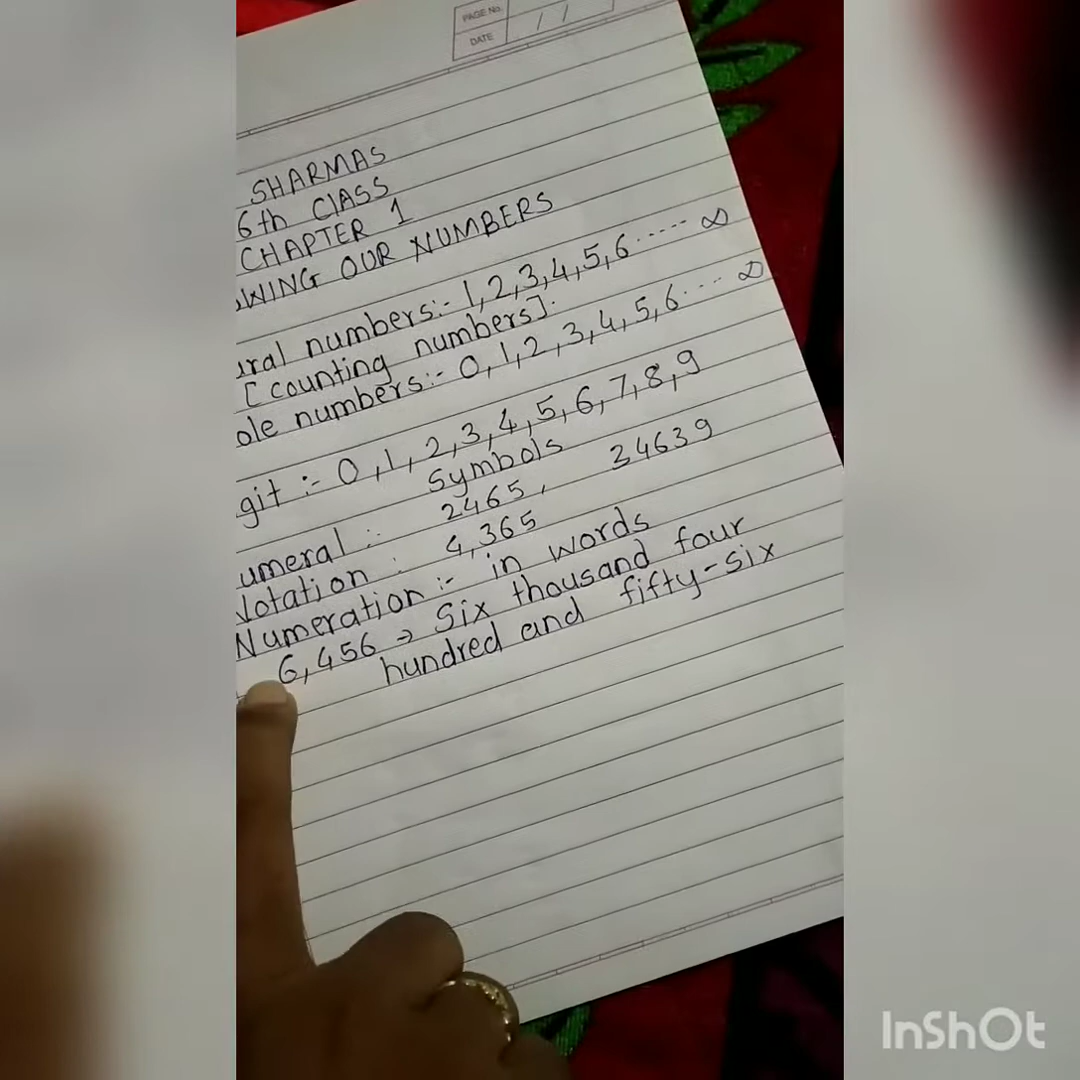 PAGE No.
DATE / /
SHARMAS
6th ClASS
CHAPTER 1
WING OUR NUMBERS
ural numbers:- 1,2,3,4,5,6 ..... ∞
[counting numbers].
ole numbers:- 0,1,2,3,4,5,6.... ∞
git :- 0,1,2,3,4,5,6,7,8,9
Symbols
umeral : 2465, 34639
Notation : 4,365
Numeration :- in words
6,456 → Six thousand four
hundred and fifty-six
InShOt